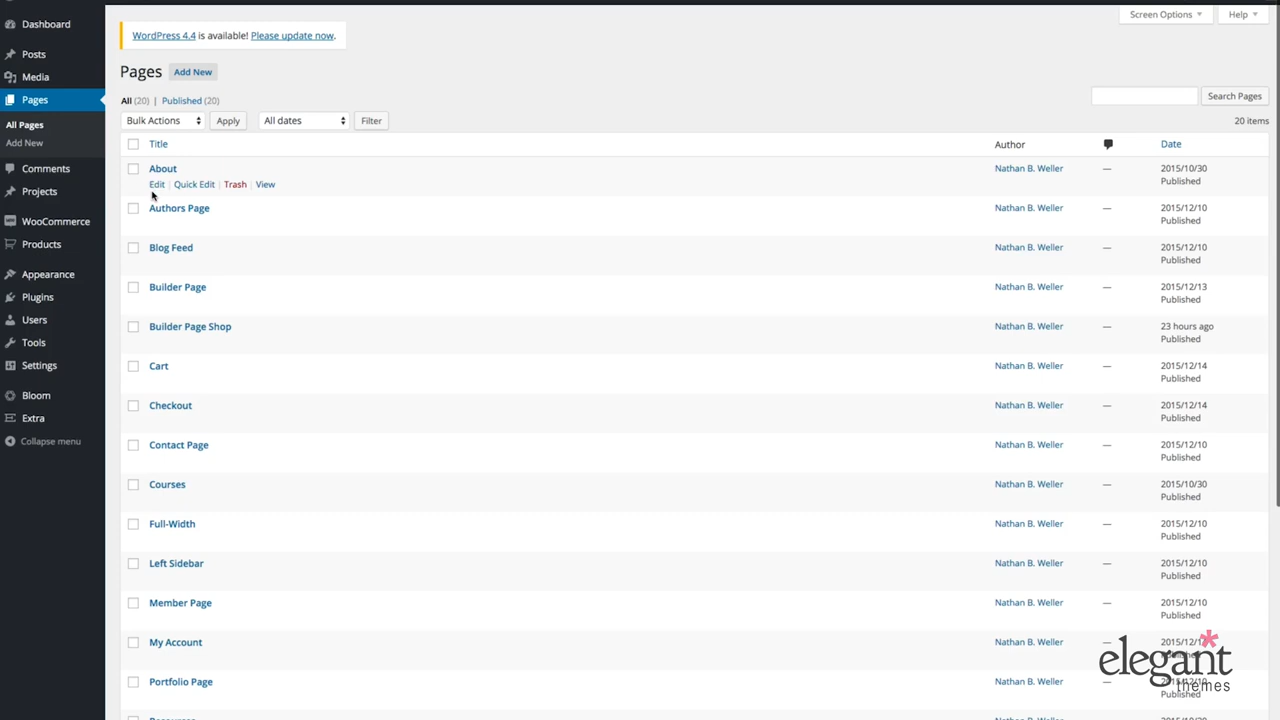 Dashboard
Posts
Media
Pages
All Pages
Add New
Comments
Projects
WooCommerce
Products
Appearance
Plugins
Users
Tools
Settings
Bloom
Extra
Collapse menu
Screen Options
Help
WordPress 4.4 is available! Please update now.
Pages Add New
All (20) | Published (20)
Search Pages
Bulk Actions Apply All dates Filter
20 items
Title Author Date
About Nathan B. Weller — 2015/10/30
Published
Edit | Quick Edit | Trash | View
Authors Page Nathan B. Weller — 2015/12/10
Published
Blog Feed Nathan B. Weller — 2015/12/10
Published
Builder Page Nathan B. Weller — 2015/12/13
Published
Builder Page Shop Nathan B. Weller — 23 hours ago
Published
Cart Nathan B. Weller — 2015/12/14
Published
Checkout Nathan B. Weller — 2015/12/14
Published
Contact Page Nathan B. Weller — 2015/12/10
Published
Courses Nathan B. Weller — 2015/10/30
Published
Full-Width Nathan B. Weller — 2015/12/10
Published
Left Sidebar Nathan B. Weller — 2015/12/10
Published
Member Page Nathan B. Weller — 2015/12/10
Published
My Account Nathan B. Weller —
Portfolio Page Nathan B. Weller — 2015/12/10
Published
elegant
themes